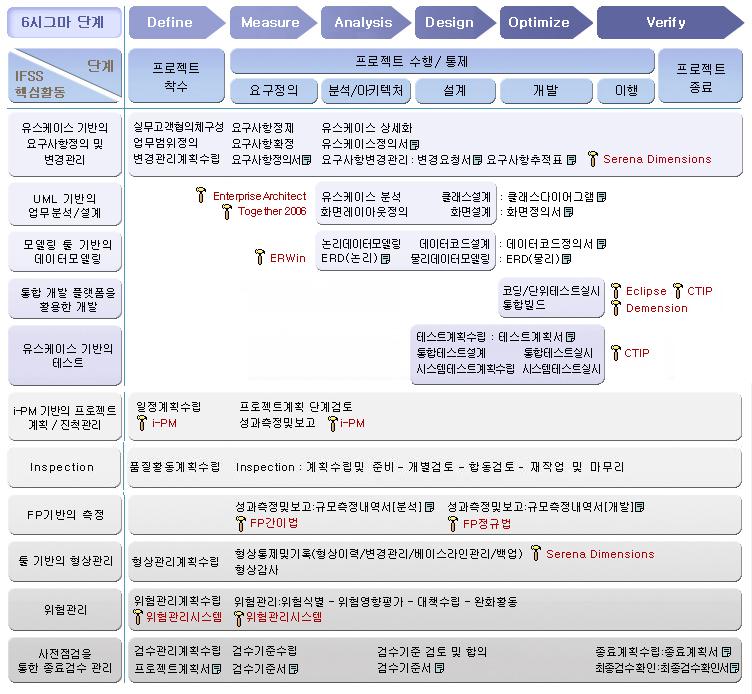 6시그마 단계 Define Measure Analysis Design Optimize Verify
단계
IFSS
핵심활동
프로젝트
착수
프로젝트 수행/통제
요구정의 분석/아키텍처 설계 개발 이행
프로젝트
종료
유스케이스 기반의
요구사항정의 및
변경관리
실무고객협의체구성 요구사항정제 유스케이스 상세화
업무범위정의 요구사항확정 유스케이스정의서
변경관리계획수립 요구사항정의서 요구사항변경관리 : 변경요청서 요구사항추적표 Serena Dimensions
UML 기반의
업무분석/설계
EnterpriseArchitect
Together 2006
유스케이스 분석 클래스설계 : 클래스다이어그램
화면레이아웃정의 화면설계 : 화면정의서
모델링 툴 기반의
데이터모델링
ERWin
논리데이터모델링 데이터코드설계 : 데이터코드정의서
ERD(논리) 물리데이터모델링 : ERD(물리)
통합 개발 플랫폼을
활용한 개발
코딩/단위테스트실시
통합빌드
Eclipse CTIP
Demension
유스케이스 기반의
테스트
테스트계획수립 : 테스트계획서
통합테스트설계 통합테스트실시
시스템테스트계획수립 시스템테스트실시
CTIP
i-PM 기반의 프로젝트
계획 / 진척관리
일정계획수립 프로젝트계획 단계검토
i-PM 성과측정및보고 i-PM
Inspection 품질활동계획수립 Inspection : 계획수립및 준비 - 개별검토 - 합동검토 - 재작업 및 마무리
FP기반의 측정
성과측정및보고:규모측정내역서[분석] 성과측정및보고:규모측정내역서[개발]
FP간이법 FP정규법
툴 기반의 형상관리
형상관리계획수립 형상통제및기록(형상이력/변경관리/베이스라인관리/백업) Serena Dimensions
형상감사
위험관리
위험관리계획수립 위험관리:위험식별 - 위험영향평가 - 대책수립 - 완화활동
위험관리시스템 위험관리시스템
사전점검을
통한 종료검수 관리
검수관리계획수립 검수기준수립 검수기준 검토 및 합의 종료계획수립:종료계획서
프로젝트계획서 검수기준서 검수기준서 최종검수확인:최종검수확인서